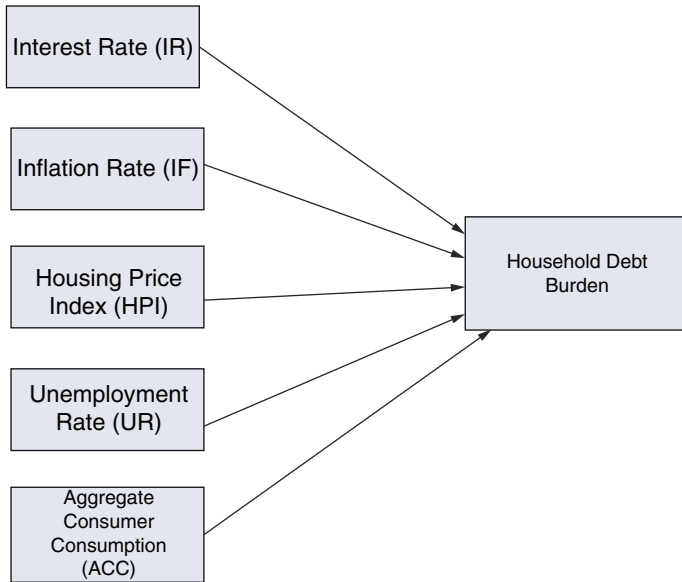 Interest Rate (IR)
Inflation Rate (IF)
Housing Price
Index (HPI)
Household Debt
Burden
Unemployment
Rate (UR)
Aggregate
Consumer
Consumption
(ACC)